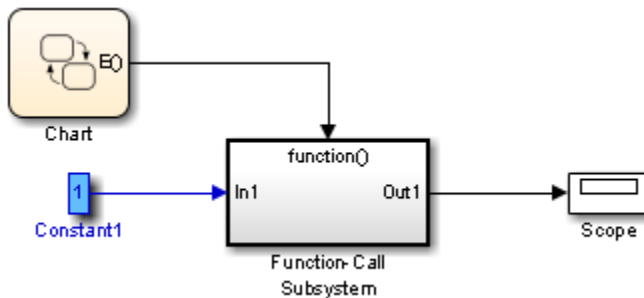 E()
Chart
function()
1
In1
Out1
Constant1
Scope
Function-Call
Subsystem